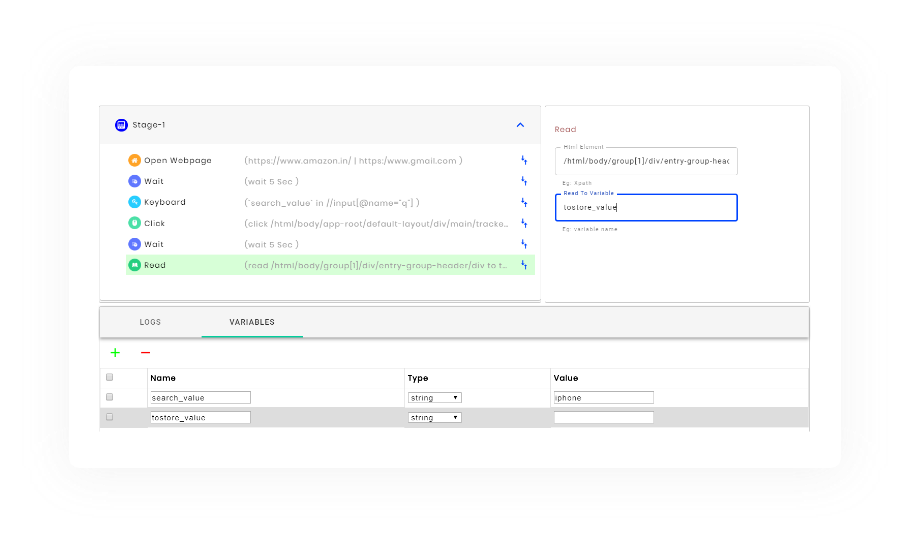 Stage-1
Open Webpage (https://www.amazon.in/ | https:/www.gmail.com )
Wait (wait 5 Sec )
Keyboard ("search_value" in //input[@name="q"] )
Click (click /html/body/app-root/default-layout/div/main/tracke...
Wait (wait 5 Sec )
Read (read /html/body/group[1]/div/entry-group-header/div to t...
Read
Html Element
/html/body/group[1]/div/entry-group-head
Eg: Xpath
Read To Variable
tostore_value
Eg: variable name
LOGS VARIABLES
Name Type Value
search_value string iphone
tostore_value string